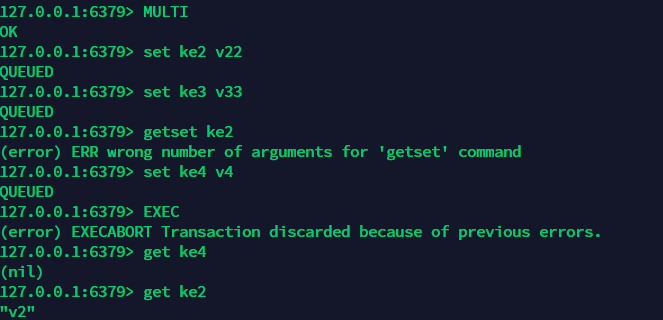 127.0.0.1:6379> MULTI
OK
127.0.0.1:6379> set ke2 v22
QUEUED
127.0.0.1:6379> set ke3 v33
QUEUED
127.0.0.1:6379> getset ke2
(error) ERR wrong number of arguments for 'getset' command
127.0.0.1:6379> set ke4 v4
QUEUED
127.0.0.1:6379> EXEC
(error) EXECABORT Transaction discarded because of previous errors.
127.0.0.1:6379> get ke4
(nil)
127.0.0.1:6379> get ke2
"v2"